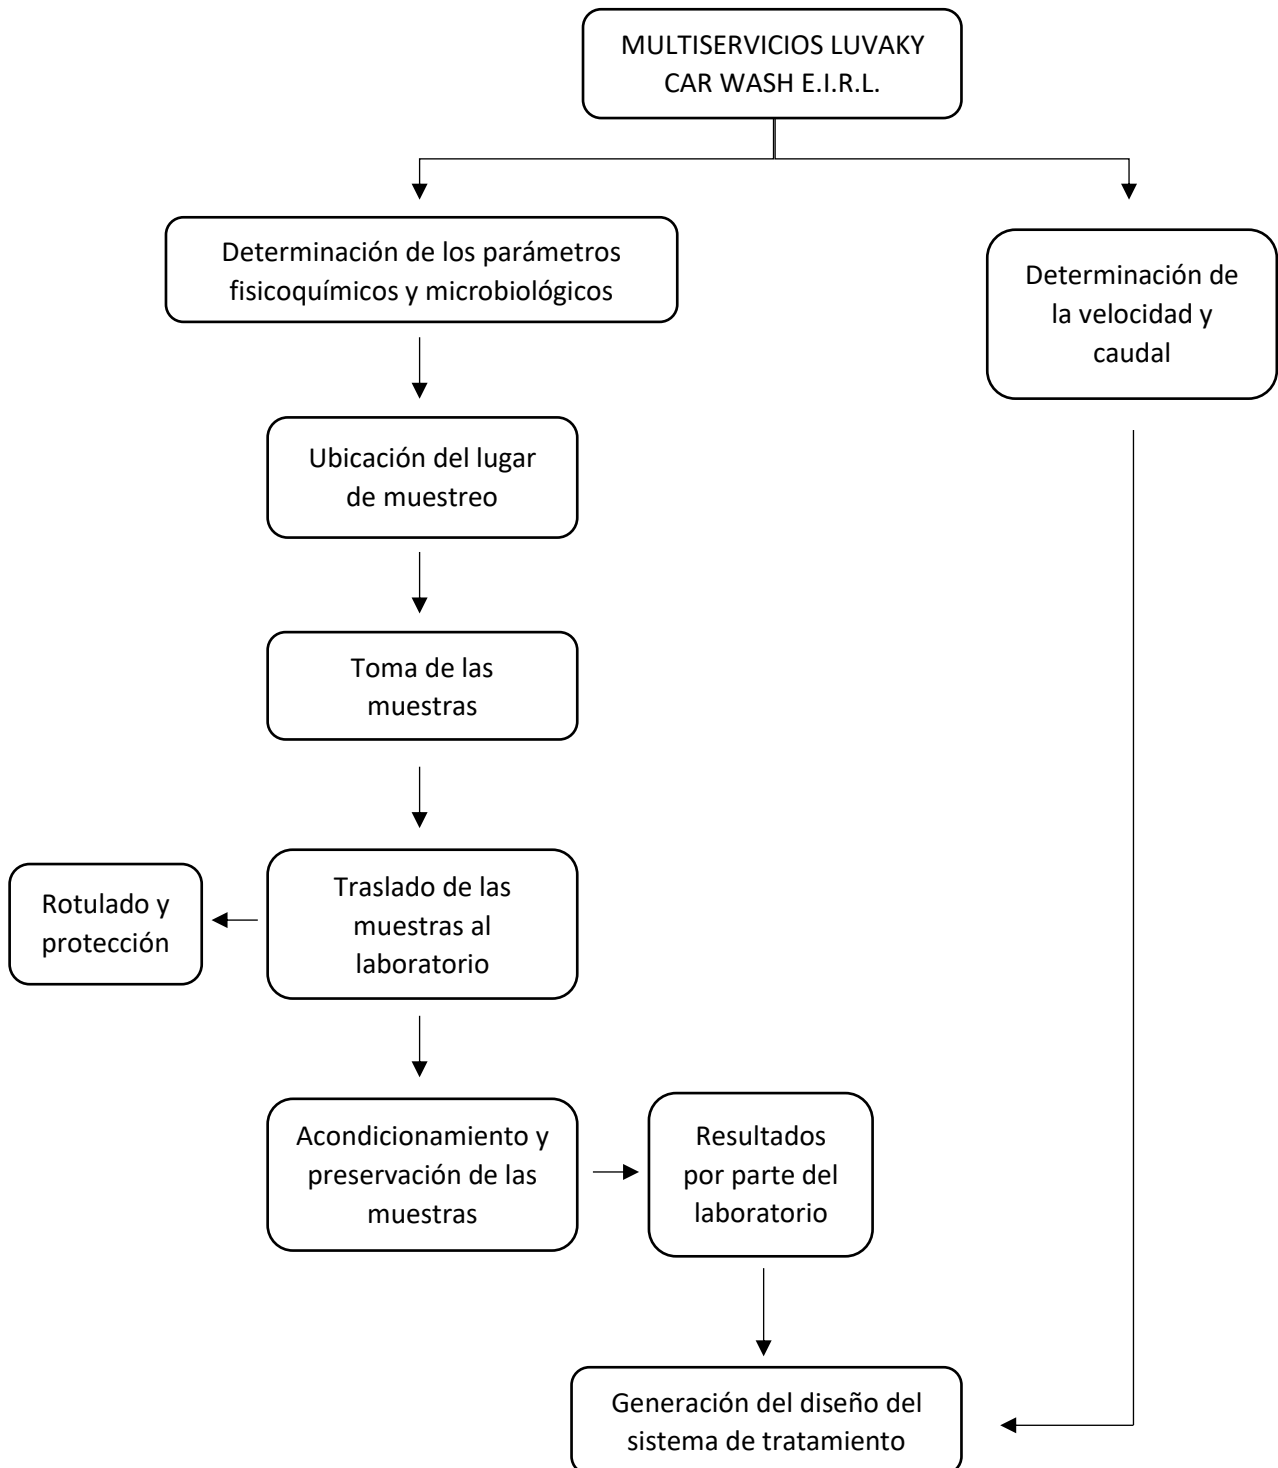 MULTISERVICIOS LUVAKY
CAR WASH E.I.R.L.
Determinación de los parámetros
fisicoquímicos y microbiológicos
Determinación de
la velocidad y
caudal
Ubicación del lugar
de muestreo
Toma de las
muestras
Rotulado y
protección
Traslado de las
muestras al
laboratorio
Acondicionamiento y
preservación de las
muestras
Resultados
por parte del
laboratorio
Generación del diseño del
sistema de tratamiento